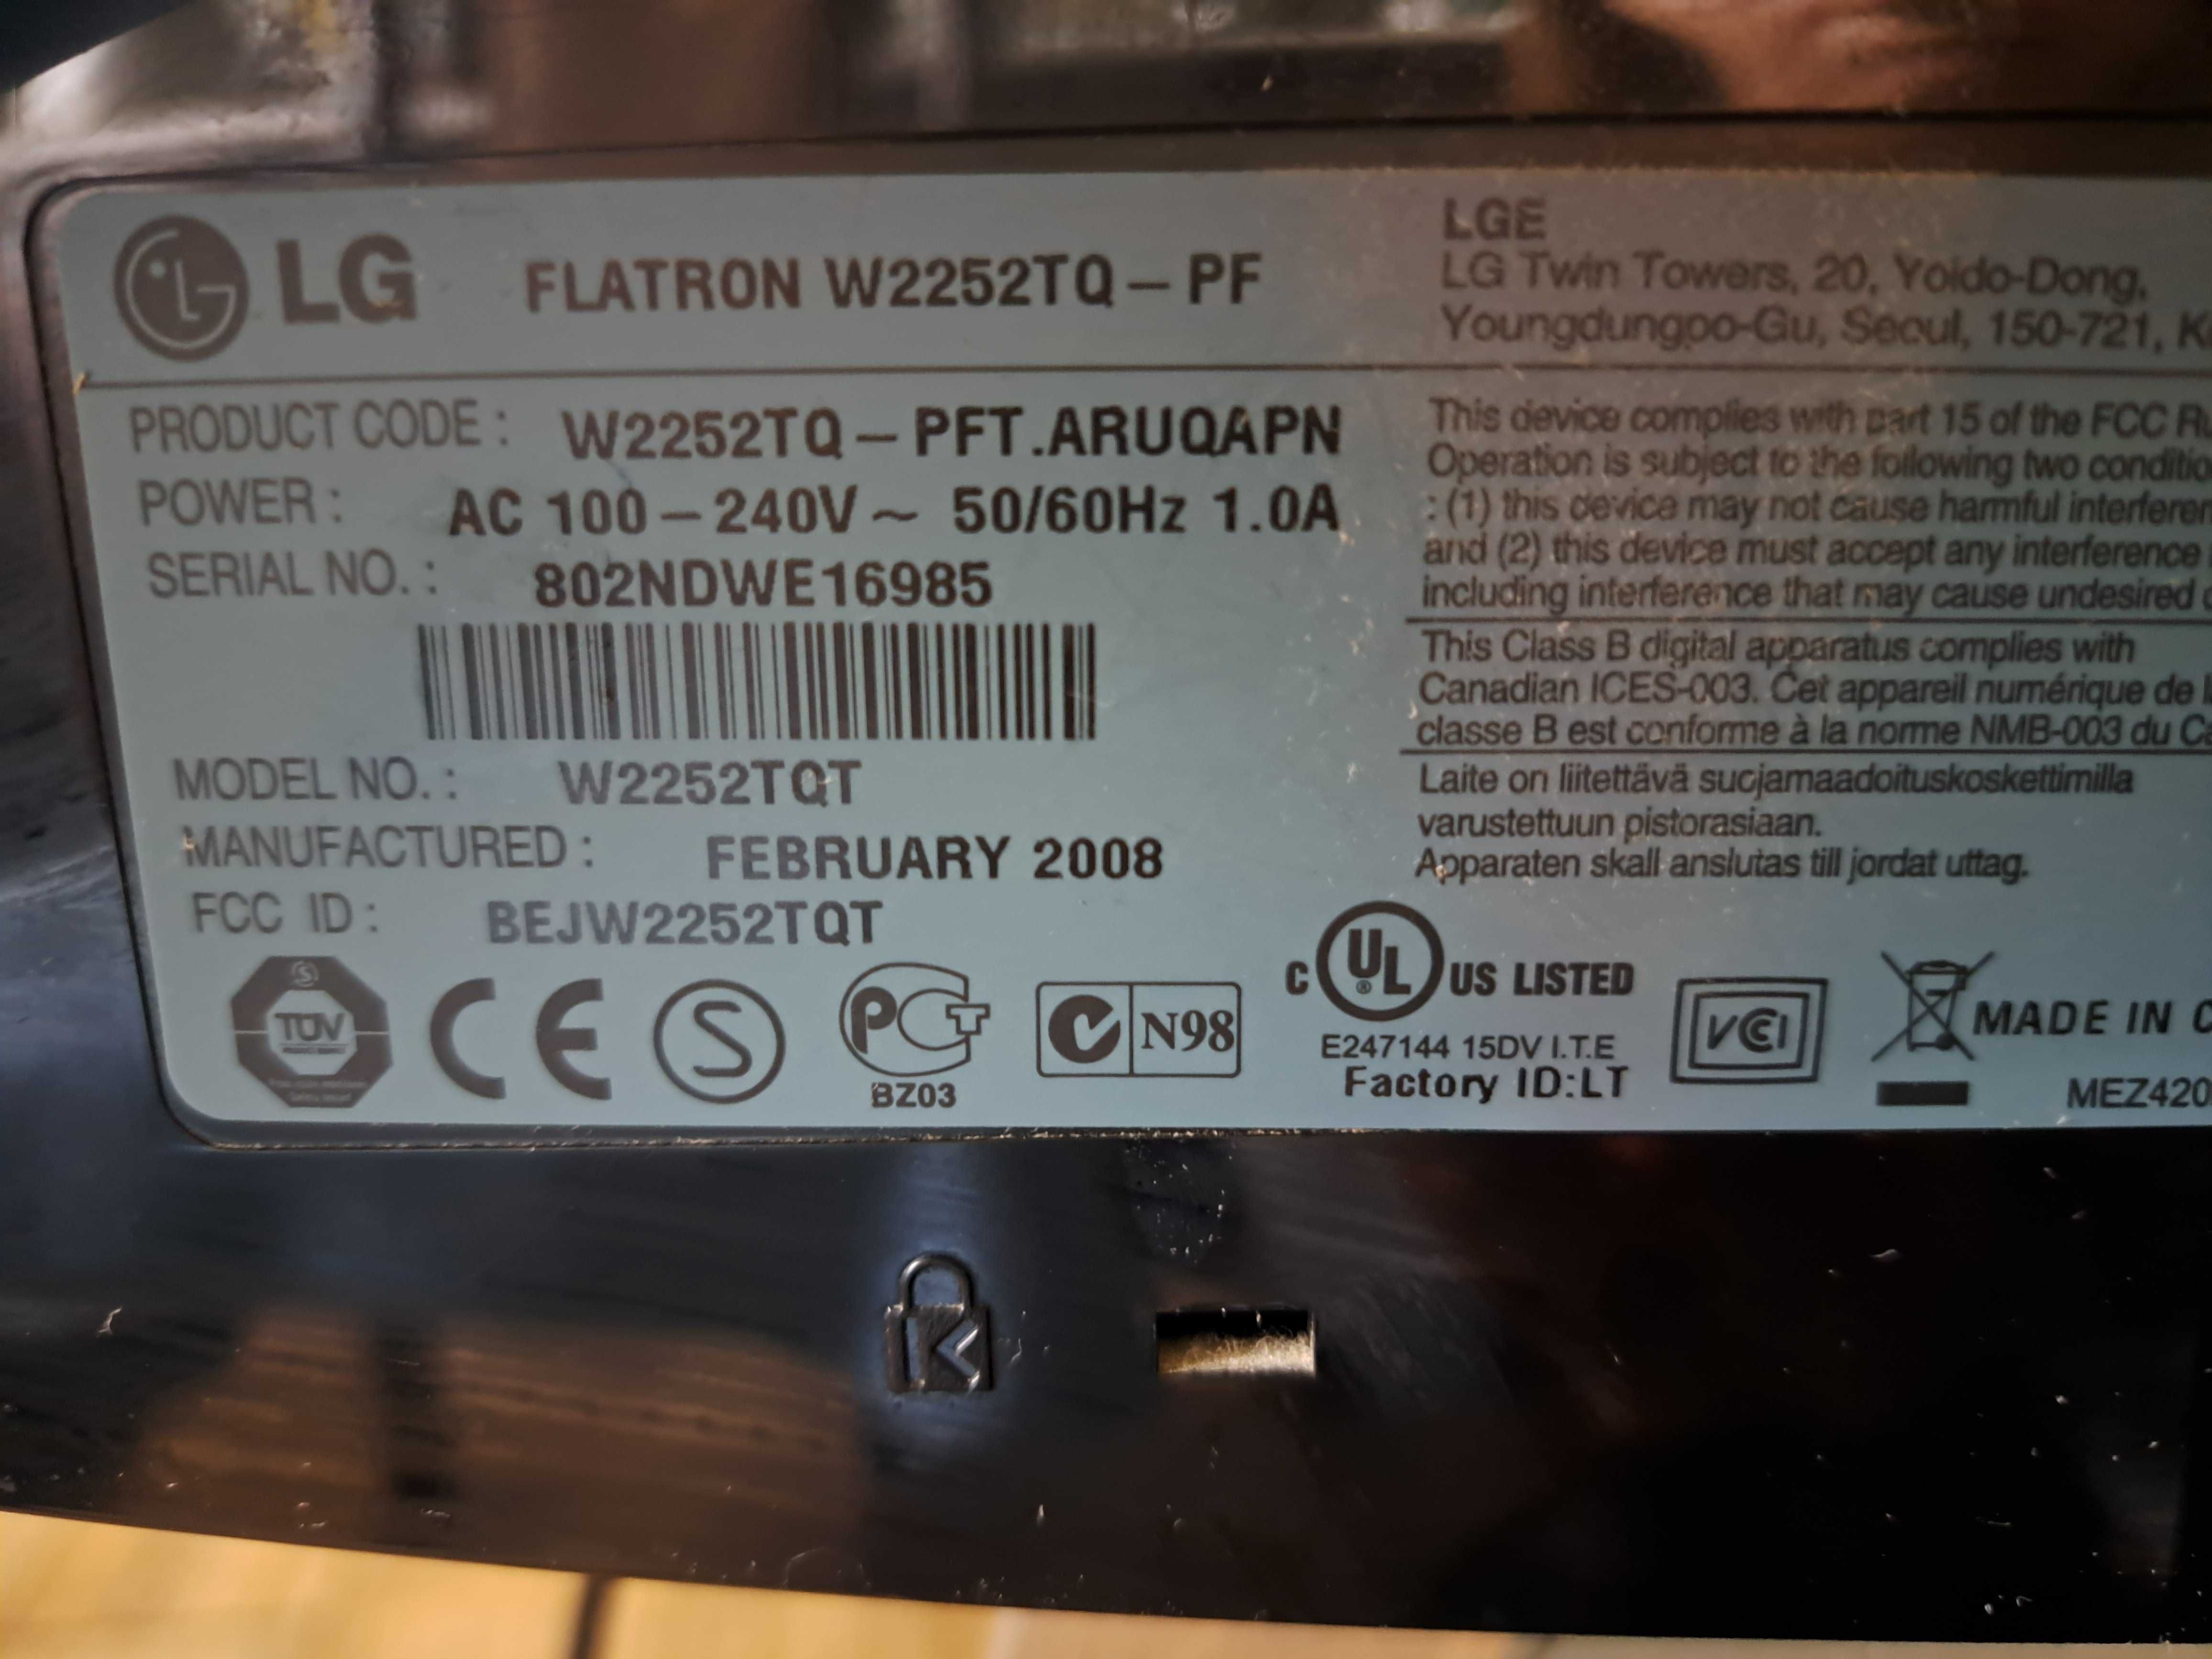 LG FLATRON W2252TQ-PF
LGE
LG Twin Towers, 20, Yoido-Dong,
Youngdungpo-Gu, Seoul, 150-721,
PRODUCT CODE : W2252TQ-PFT.ARUQAPN
POWER : AC 100-240V~ 50/60Hz 1.0A
SERIAL NO. : 802NDWE16985
MODEL NO. : W2252TQT
MANUFACTURED : FEBRUARY 2008
FCC ID : BEJW2252TQT
This device complies with part 15 of the FCC
Operation is subject to the following two
: (1) this device may not cause harmful
and (2) this device must accept any interference
including interference that may cause undesired
This Class B digital apparatus complies with
Canadian ICES-003. Cet appareil numérique de
classe B est conforme à la norme NMB-003 du
Laite on liitettävä suojamaadoituskoskettimilla
varustettuun pistorasiaan.
Apparaten skall anslutas till jordat uttag.
TÜV
CE
S
PCT
BZ03
N98
C UL® US LISTED
E247144 15DV I.T.E
Factory ID:LT
VCI
MADE IN
MEZ420
K